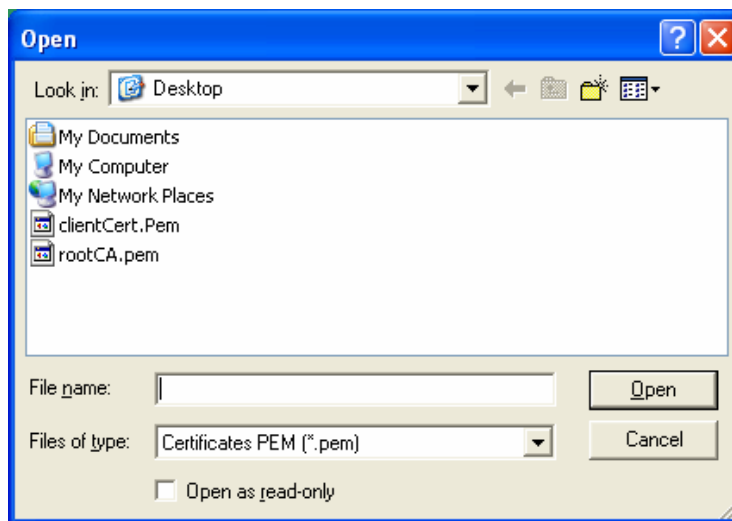 Open
Look in: Desktop
My Documents
My Computer
My Network Places
clientCert.Pem
rootCA.pem
File name: Open
Files of type: Certificates PEM (*.pem) Cancel
Open as read-only